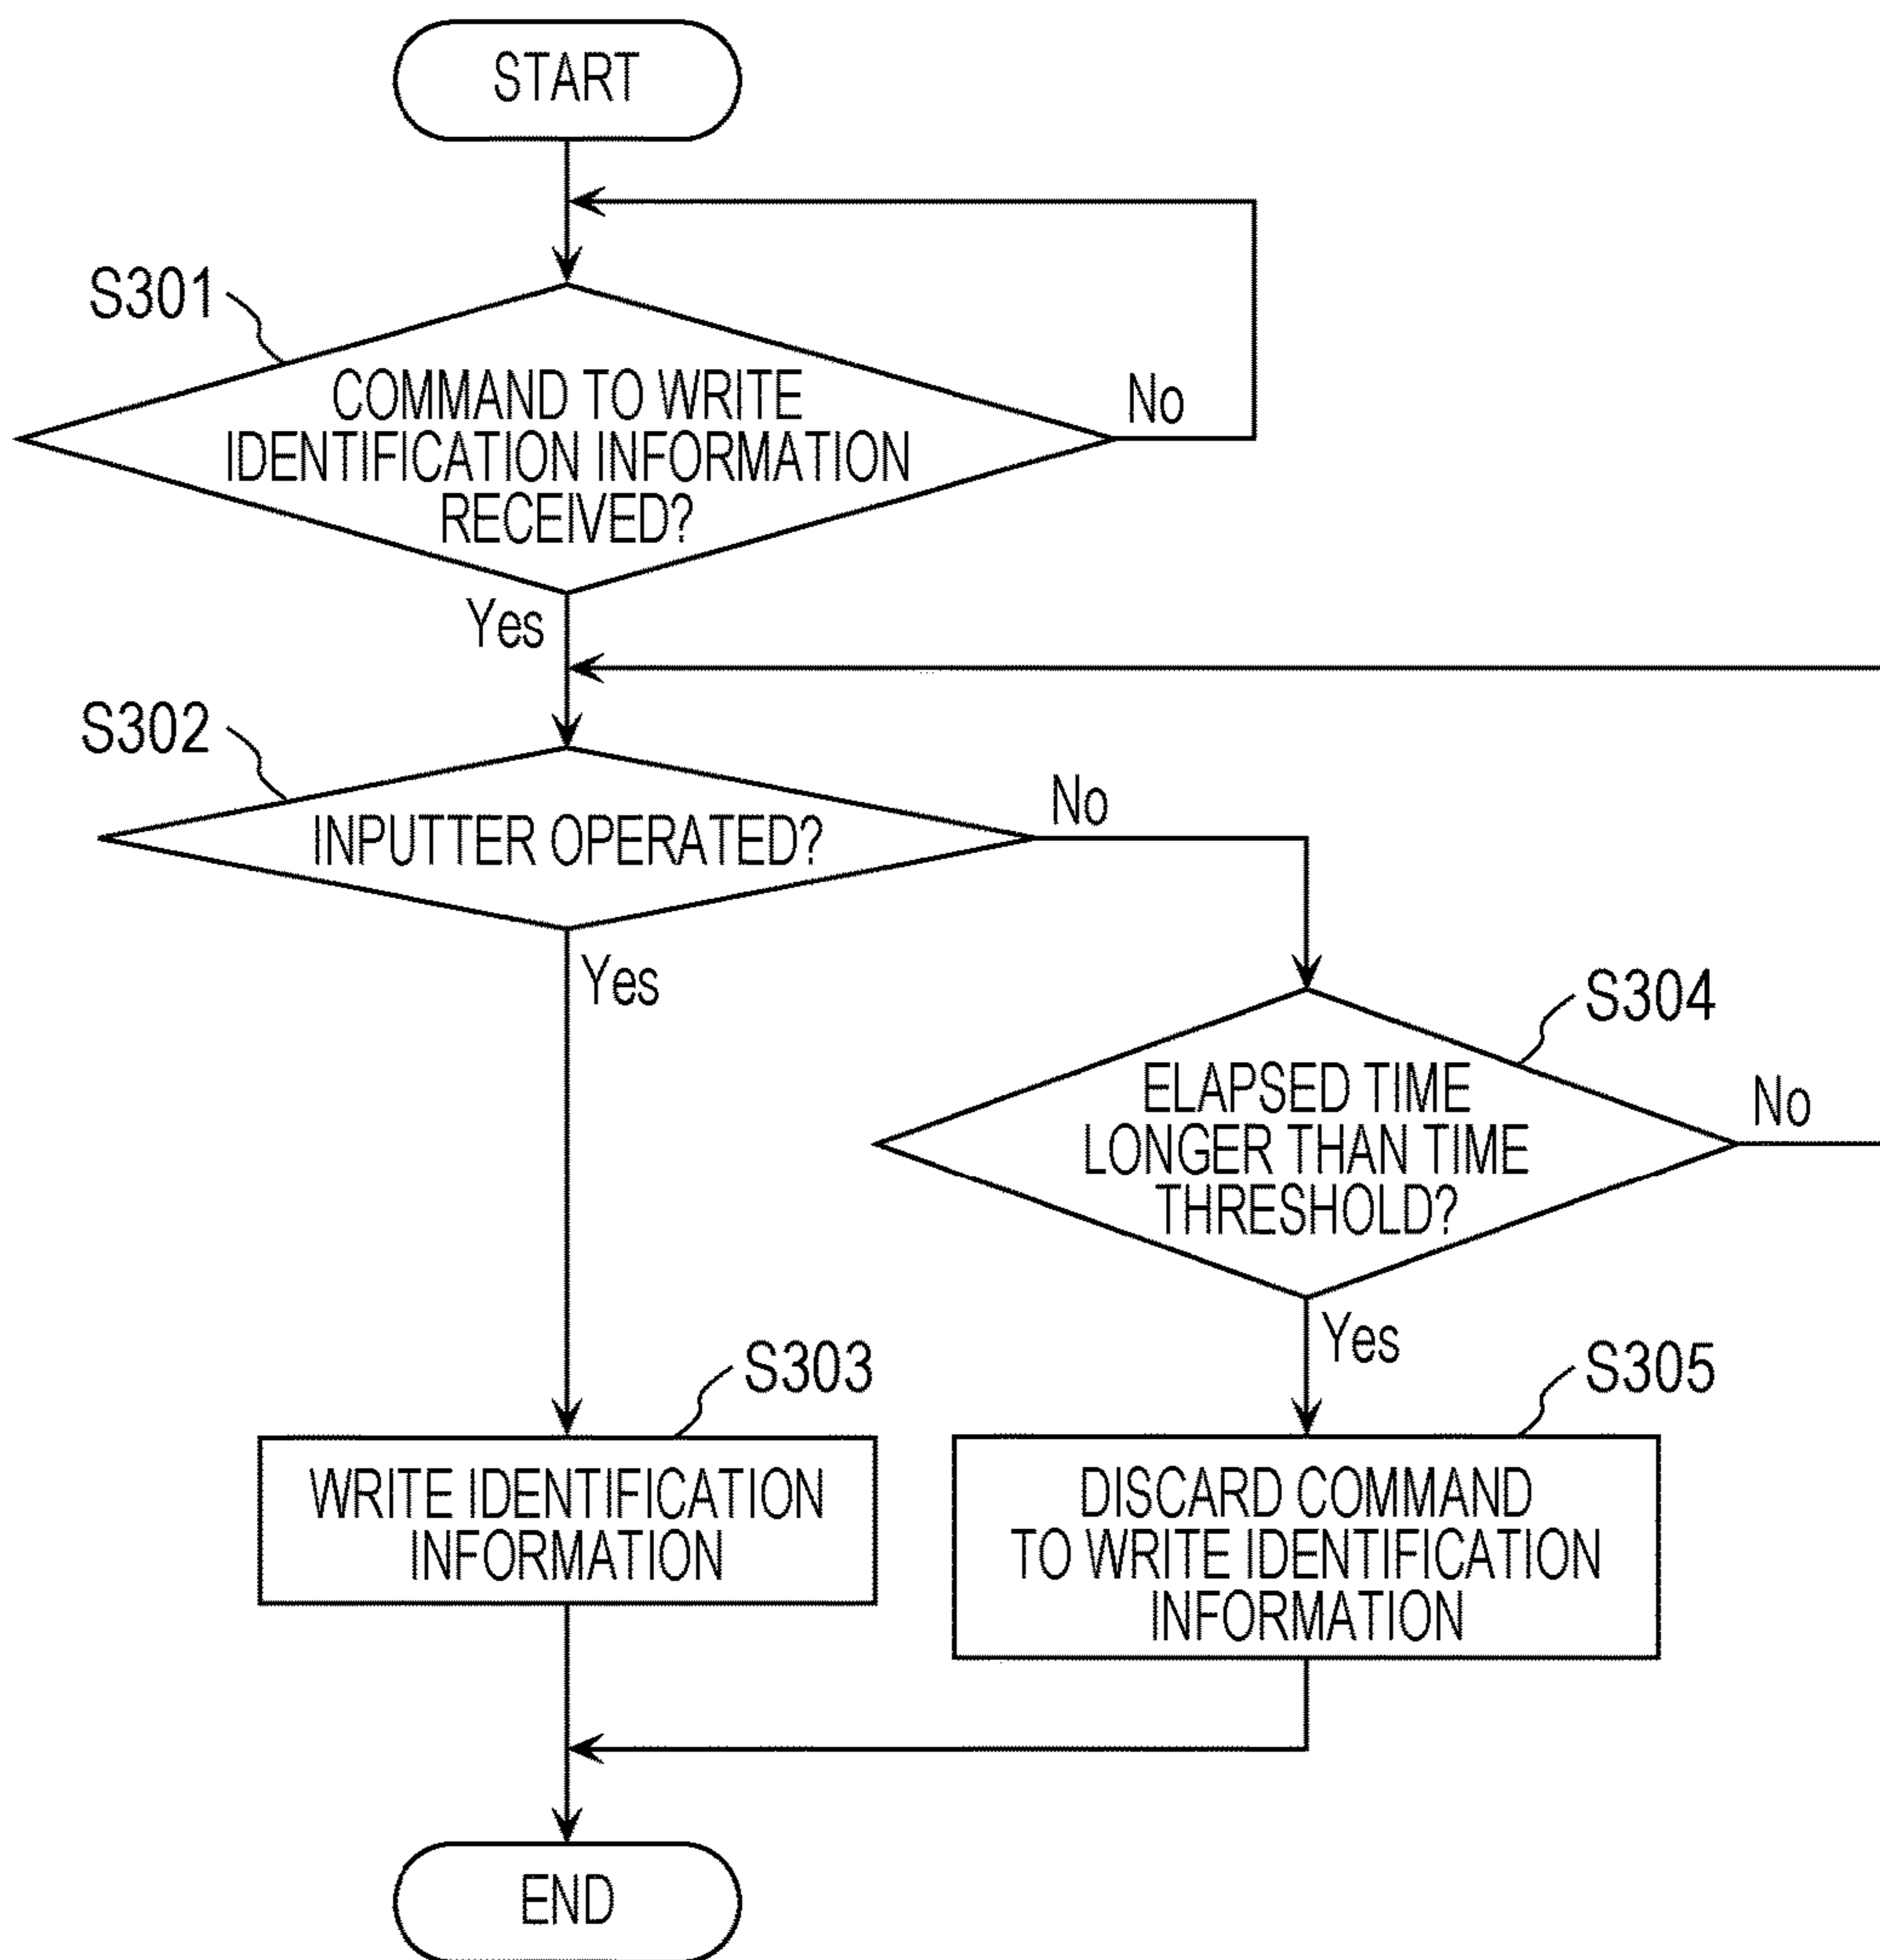 START
S301
COMMAND TO WRITE
IDENTIFICATION INFORMATION
RECEIVED?
No
Yes
S302
INPUTTER OPERATED?
No
Yes
S304
ELAPSED TIME
LONGER THAN TIME
THRESHOLD?
No
Yes
S303
WRITE IDENTIFICATION
INFORMATION
S305
DISCARD COMMAND
TO WRITE IDENTIFICATION
INFORMATION
END